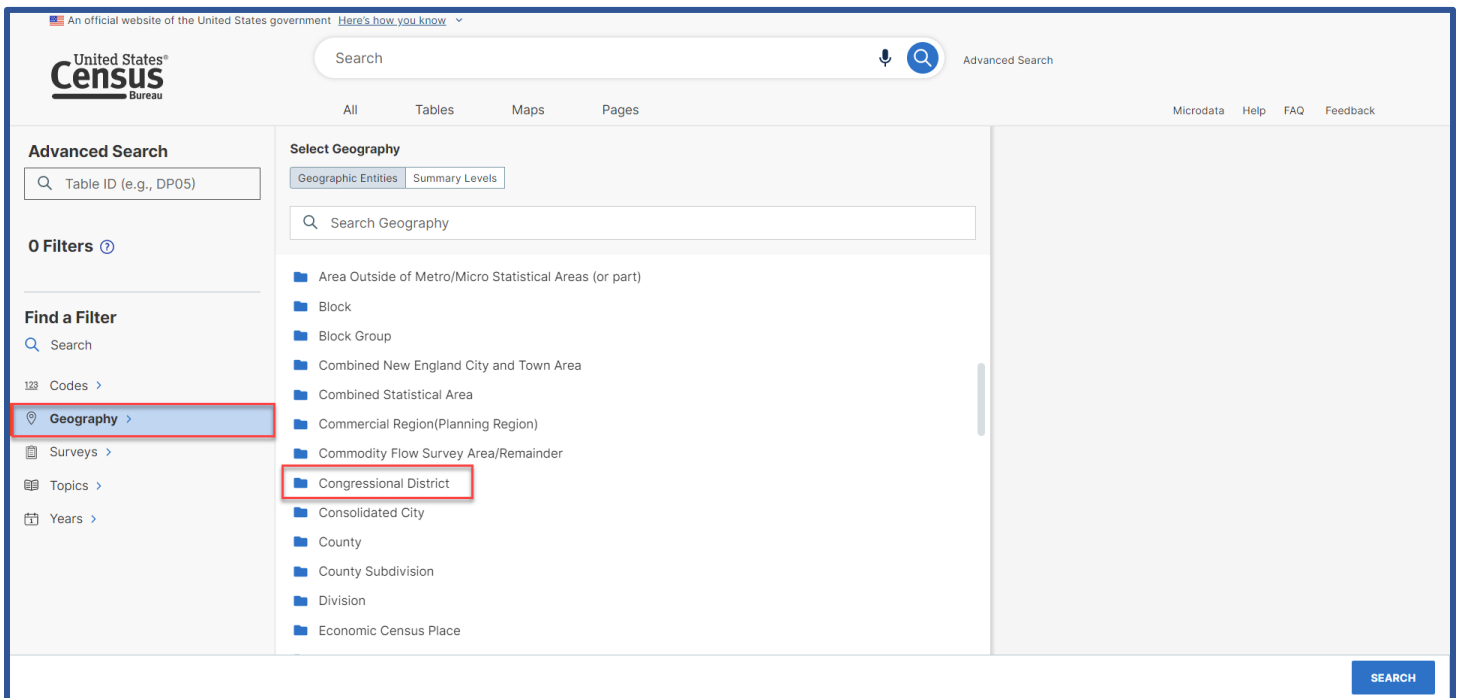 An official website of the United States government Here's how you know
United States®
Census
Bureau
Search
Advanced Search
All Tables Maps Pages
Microdata Help FAQ Feedback
Advanced Search
Table ID (e.g., DP05)
0 Filters ?
Find a Filter
Search
123 Codes
Geography
Surveys
Topics
1 Years
Select Geography
Geographic Entities Summary Levels
Search Geography
Area Outside of Metro/Micro Statistical Areas (or part)
Block
Block Group
Combined New England City and Town Area
Combined Statistical Area
Commercial Region(Planning Region)
Commodity Flow Survey Area/Remainder
Congressional District
Consolidated City
County
County Subdivision
Division
Economic Census Place
SEARCH